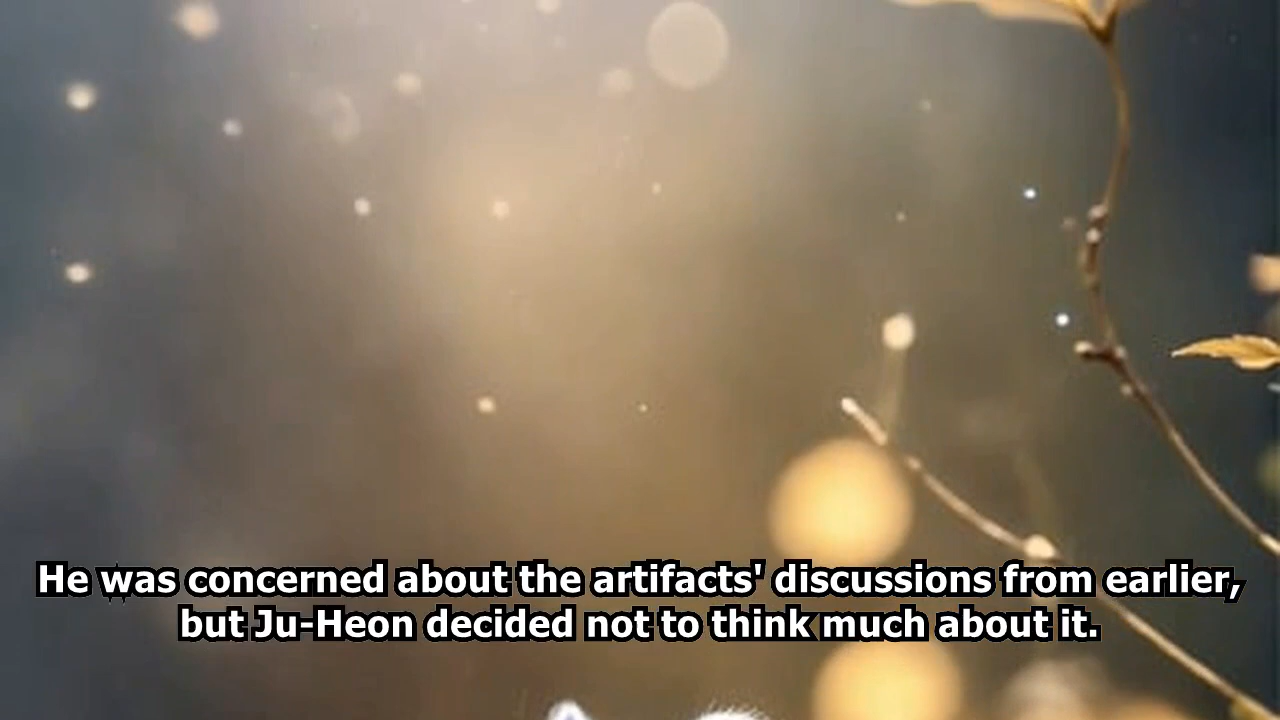 He was concerned about the artifacts' discussions from earlier,
but Ju-Heon decided not to think much about it.